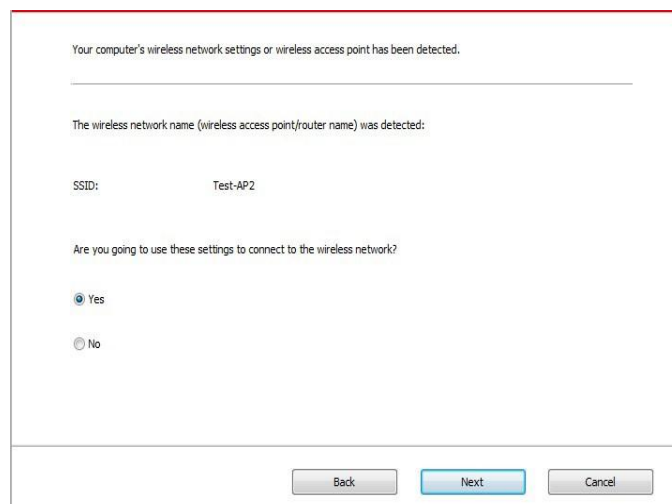 Your computer's wireless network settings or wireless access point has been detected.
The wireless network name (wireless access point/router name) was detected:
SSID: Test-AP2
Are you going to use these settings to connect to the wireless network?
Yes
No
Back Next Cancel